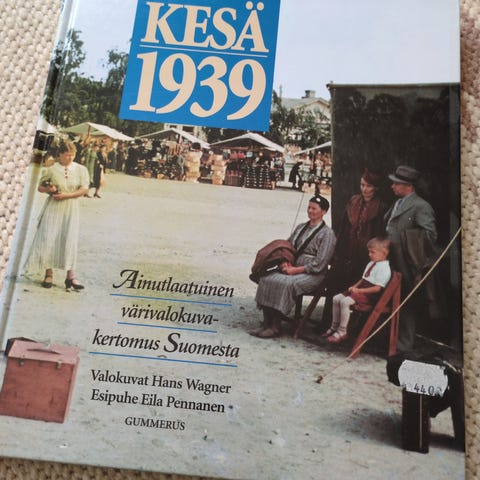 KESÄ
1939
Ainutlaatuinen
värivalokuva-
kertomus Suomesta
Valokuvat Hans Wagner
Esipuhe Eila Pennanen
GUMMERUS